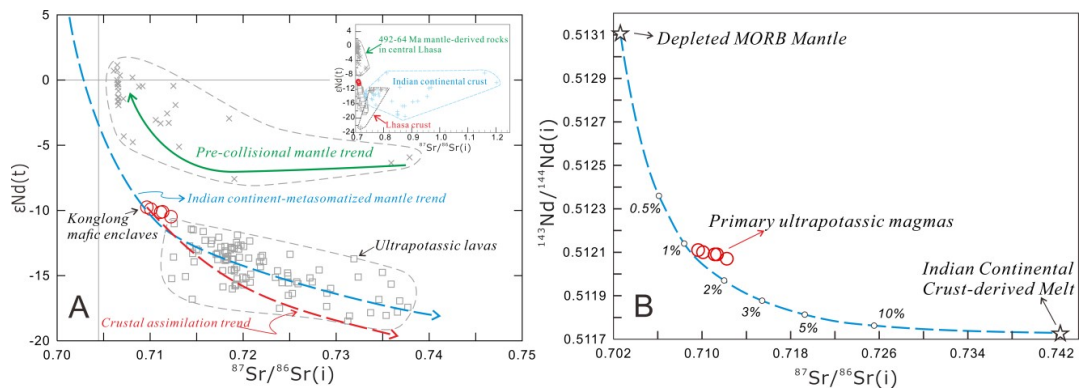 5
0
-5
-10
-15
-20
εNd(t)
0.70
0.71
0.72
0.73
0.74
0.75
⁸⁷Sr/⁸⁶Sr(i)
Pre-collisional mantle trend
Indian continent-metasomatized mantle trend
Konglong
mafic enclaves
Ultrapotassic lavas
A
Crustal assimilation trend
492-64 Ma mantle-derived rocks
in central Lhasa
Indian continental crust
Lhasa crust
εNd(t)
4
0
-4
-8
-12
-16
-20
-24
0.7
0.8
0.9
1.0
1.1
1.2
⁸⁷Sr/⁸⁶Sr(i)
¹⁴³Nd/¹⁴⁴Nd(i)
0.5131
0.5129
0.5127
0.5125
0.5123
0.5121
0.5119
0.5117
Depleted MORB Mantle
0.5%
1%
2%
3%
5%
10%
Primary ultrapotassic magmas
Indian Continental
Crust-derived Melt
B
0.702
0.710
0.718
0.726
0.734
0.742
⁸⁷Sr/⁸⁶Sr(i)